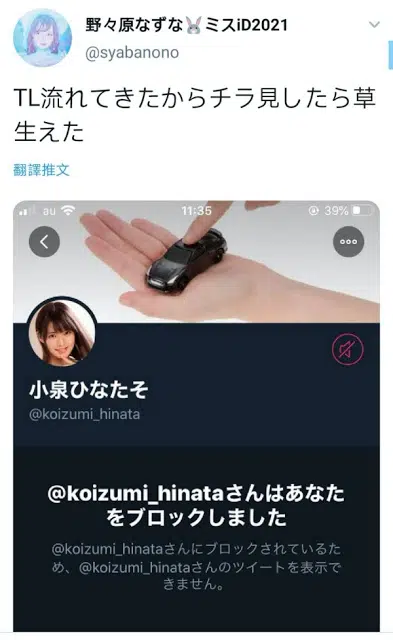 野々原なずな🐰ミスiD2021
@syabanono
TL流れてきたからチラ見したら草
生えた
翻譯推文
au 11:35 39%
小泉ひなたそ
@koizumi_hinata
@koizumi_hinataさんはあなた
をブロックしました
@koizumi_hinataさんにブロックされているた
め、@koizumi_hinataさんのツイートを表示で
きません。